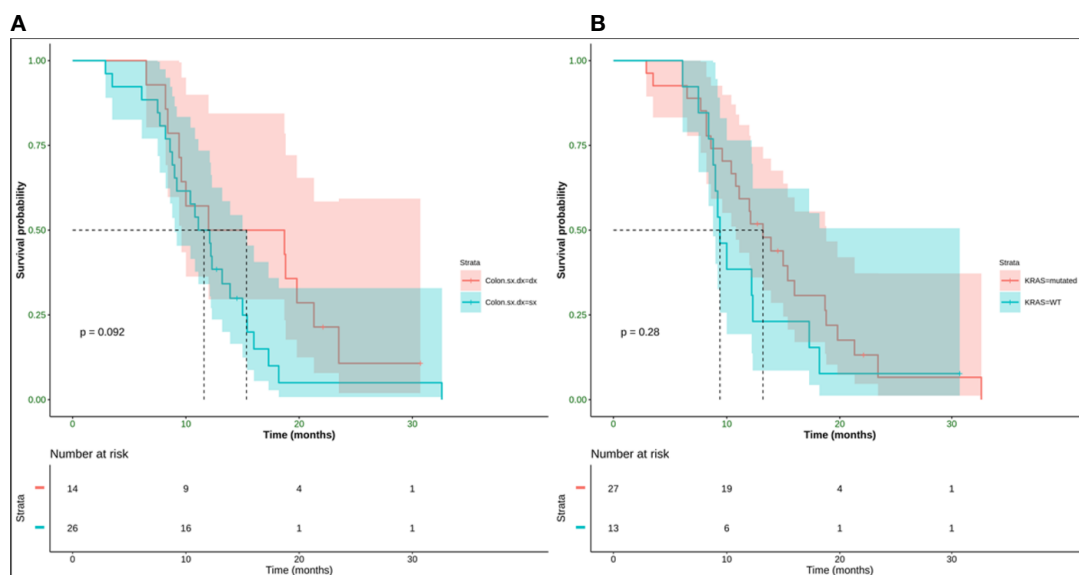 A
1.00
0.75
0.50
0.25
0.00
Survival probability
p = 0.092
Strata
Colon.sx.dx=dx
Colon.sx.dx=sx
0 10 20 30
Time (months)
Number at risk
Strata
14 9 4 1
26 16 1 1
0 10 20 30
Time (months)
B
1.00
0.75
0.50
0.25
0.00
Survival probability
p = 0.28
Strata
KRAS=mutated
KRAS=WT
0 10 20 30
Time (months)
Number at risk
Strata
27 19 4 1
13 6 1 1
0 10 20 30
Time (months)